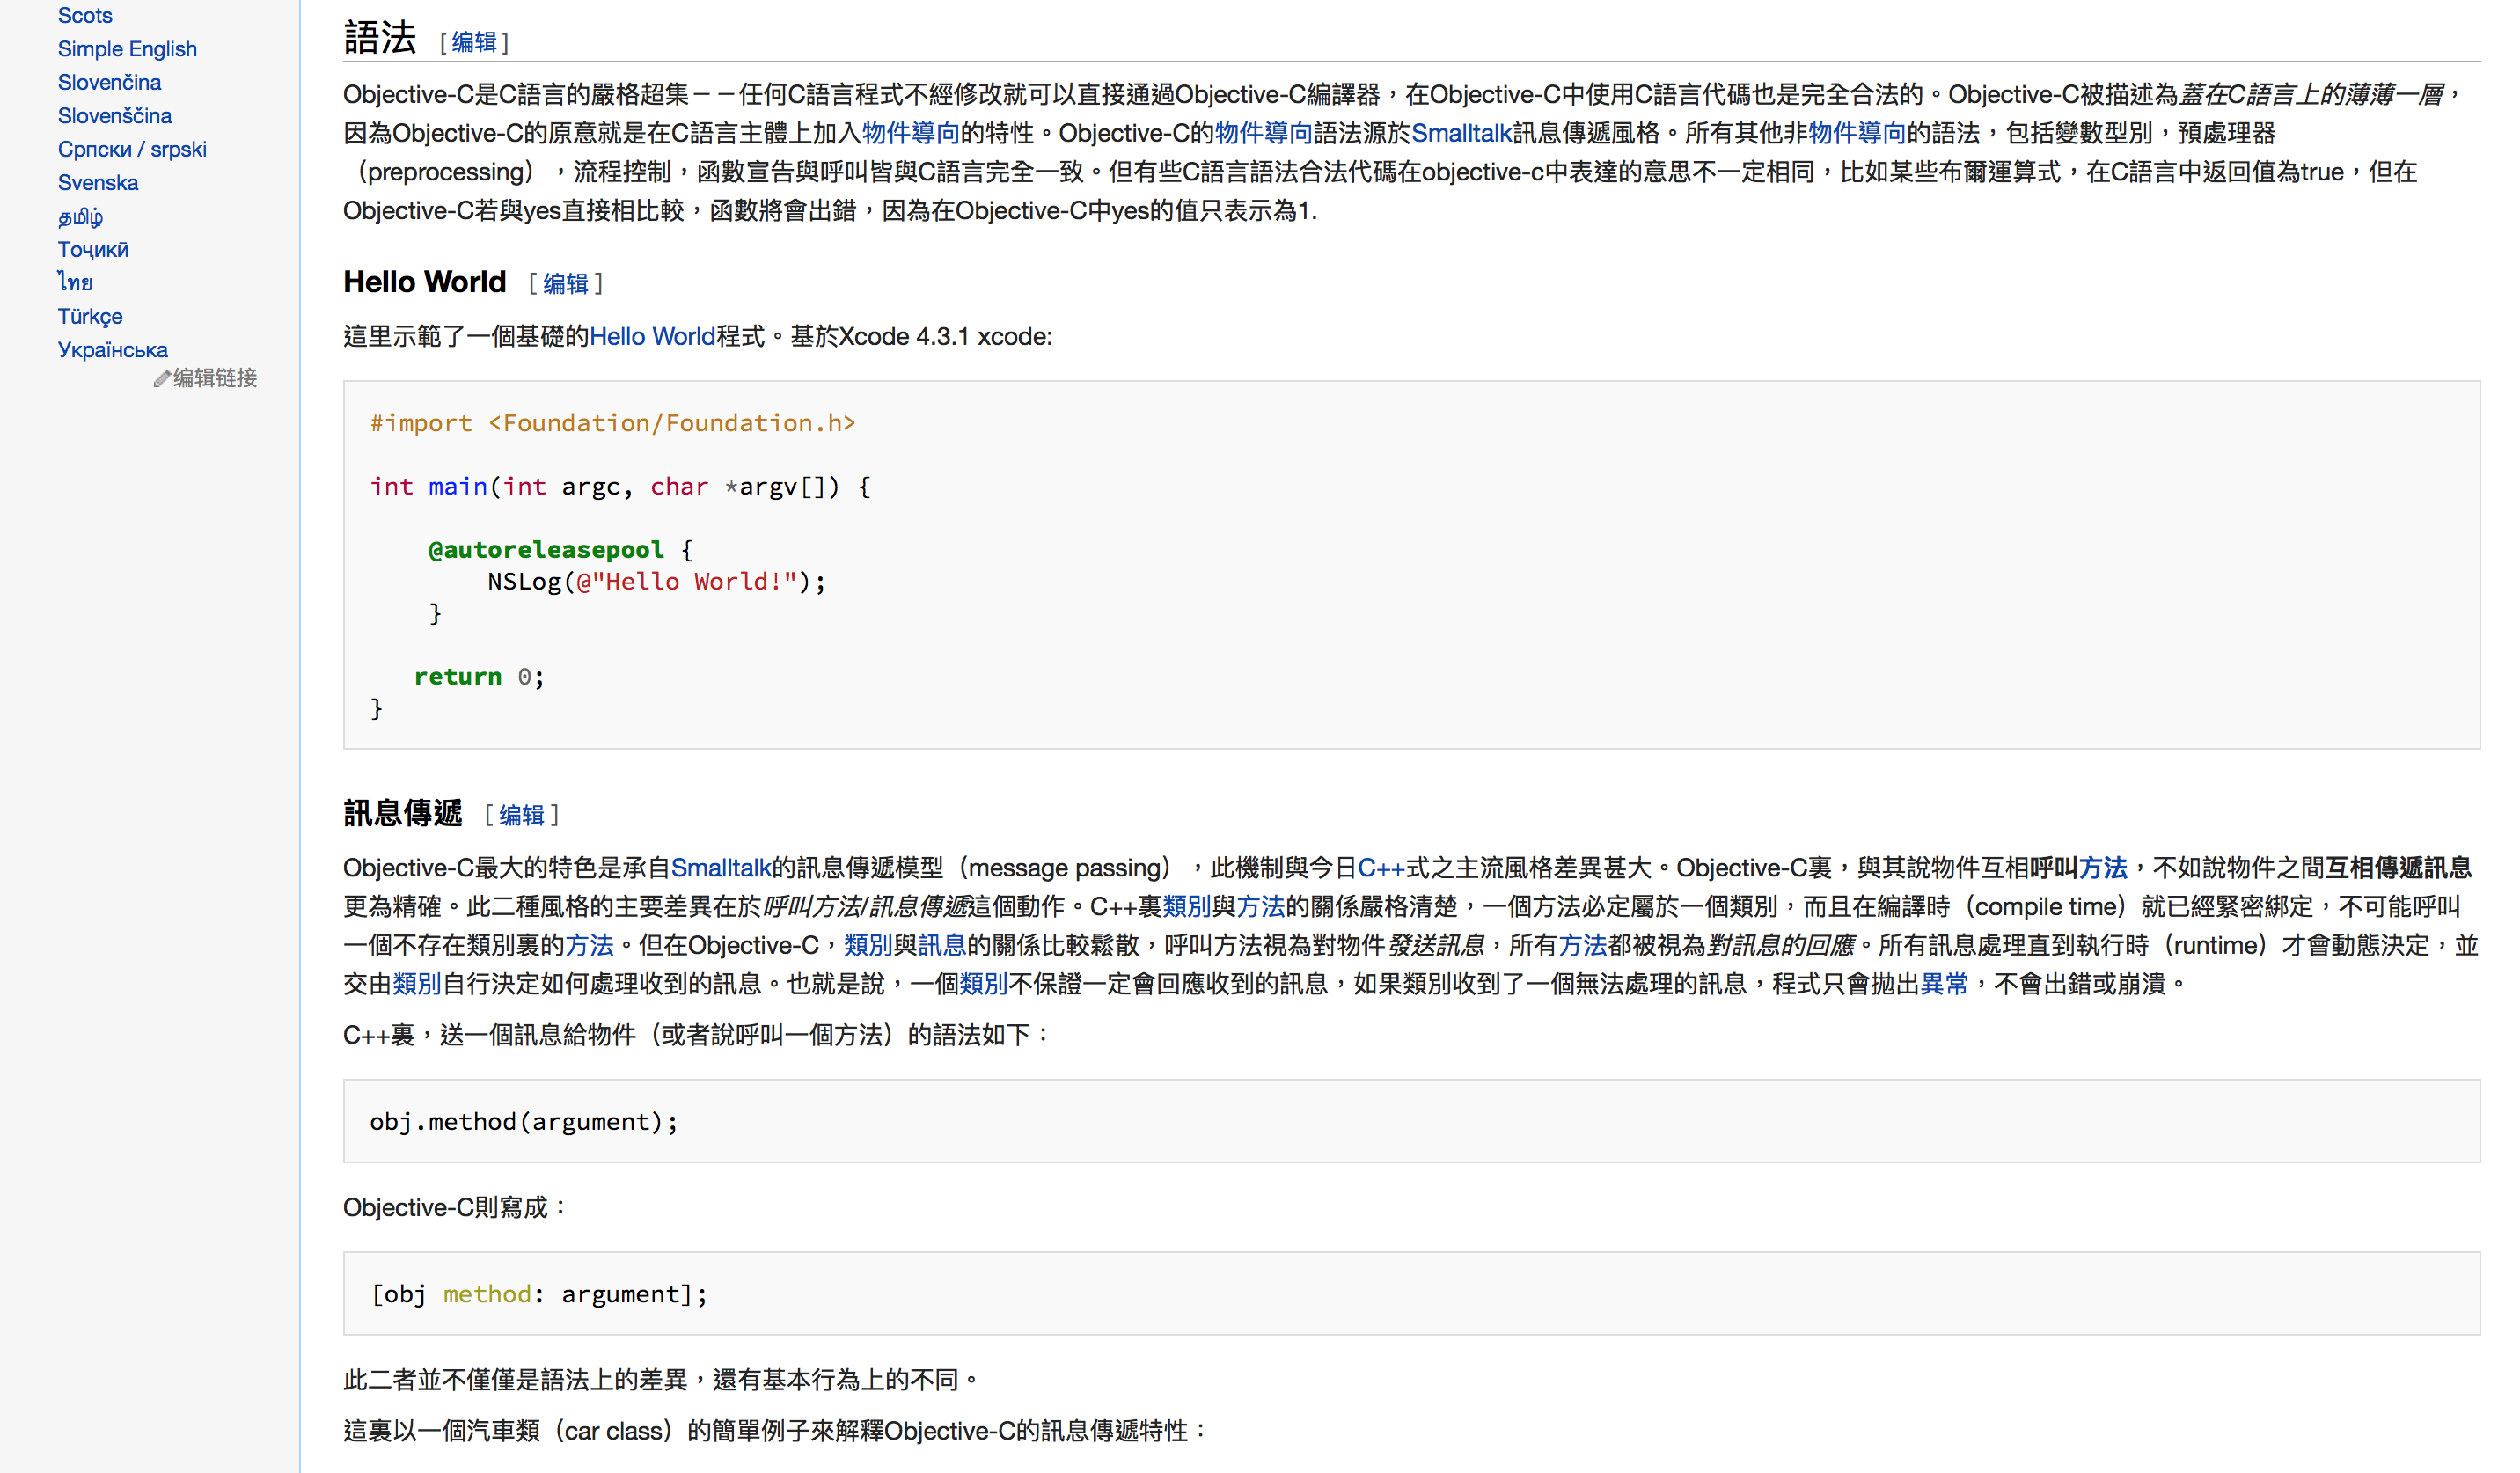 Scots
Simple English
Slovenčina
Slovenščina
Српски / srpski
Svenska
தமிழ்
Тоҷикӣ
ไทย
Türkçe
Українська
编辑链接
語法 [编辑]
Objective-C是C語言的嚴格超集－－任何C語言程式不經修改就可以直接通過Objective-C編譯器，在Objective-C中使用C語言代碼也是完全合法的。Objective-C被描述為蓋在C語言上的薄薄一層，
因為Objective-C的原意就是在C語言主體上加入物件導向的特性。Objective-C的物件導向語法源於Smalltalk訊息傳遞風格。所有其他非物件導向的語法，包括變數型別，預處理器
（preprocessing），流程控制，函數宣告與呼叫皆與C語言完全一致。但有些C語言語法合法代碼在objective-c中表達的意思不一定相同，比如某些布爾運算式，在C語言中返回值為true，但在
Objective-C若與yes直接相比較，函數將會出錯，因為在Objective-C中yes的值只表示為1.
Hello World [编辑]
這里示範了一個基礎的Hello World程式。基於Xcode 4.3.1 xcode:
#import <Foundation/Foundation.h>
int main(int argc, char *argv[]) {
@autoreleasepool {
NSLog(@"Hello World!");
}
return 0;
}
訊息傳遞 [编辑]
Objective-C最大的特色是承自Smalltalk的訊息傳遞模型（message passing），此機制與今日C++式之主流風格差異甚大。Objective-C裏，與其說物件互相呼叫方法，不如說物件之間互相傳遞訊息
更為精確。此二種風格的主要差異在於呼叫方法/訊息傳遞這個動作。C++裏類別與方法的關係嚴格清楚，一個方法必定屬於一個類別，而且在編譯時（compile time）就已經緊密綁定，不可能呼叫
一個不存在類別裏的方法。但在Objective-C，類別與訊息的關係比較鬆散，呼叫方法視為對物件發送訊息，所有方法都被視為對訊息的回應。所有訊息處理直到執行時（runtime）才會動態決定，並
交由類別自行決定如何處理收到的訊息。也就是說，一個類別不保證一定會回應收到的訊息，如果類別收到了一個無法處理的訊息，程式只會拋出異常，不會出錯或崩潰。
C++裏，送一個訊息給物件（或者說呼叫一個方法）的語法如下：
obj.method(argument);
Objective-C則寫成：
[obj method: argument];
此二者並不僅僅是語法上的差異，還有基本行為上的不同。
這裏以一個汽車類（car class）的簡單例子來解釋Objective-C的訊息傳遞特性：